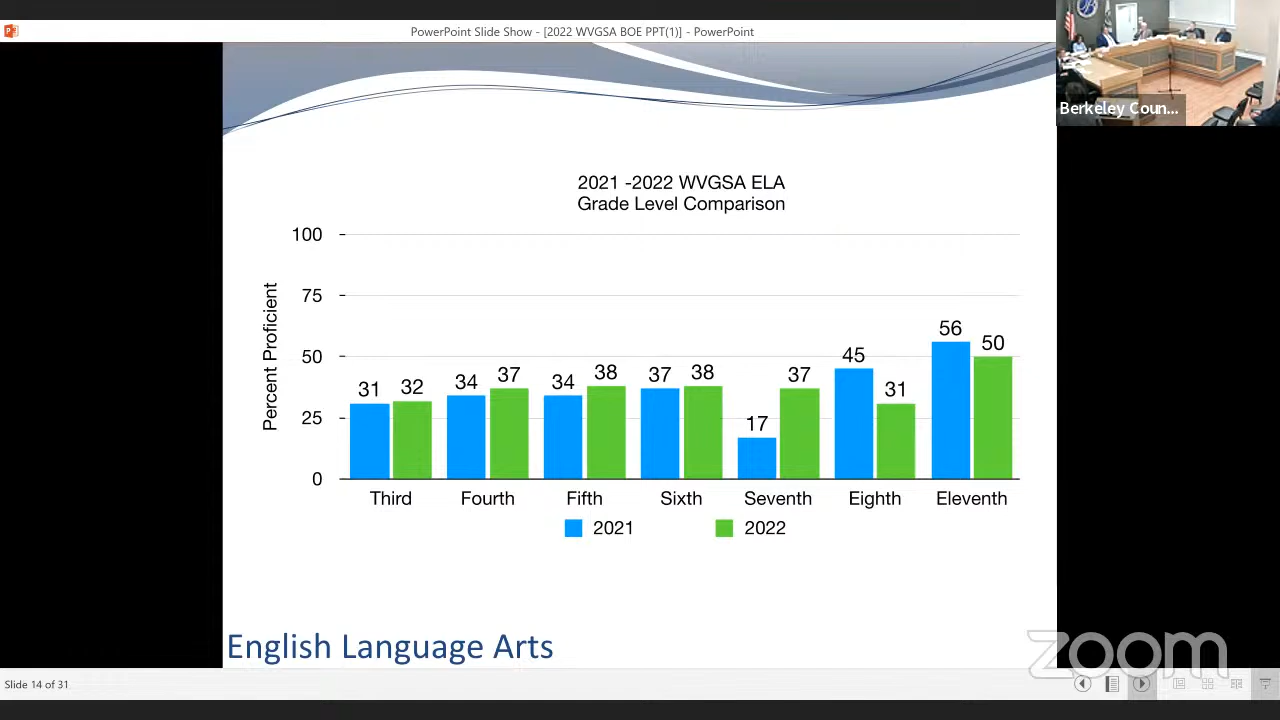 PowerPoint Slide Show - [2022 WVGSA BOE PPT(1)] - PowerPoint
Berkeley Coun...
2021 -2022 WVGSA ELA
Grade Level Comparison
Percent Proficient
100
75
50
25
0
31 32 34 37 34 38 37 38 17 37 45 31 56 50
Third Fourth Fifth Sixth Seventh Eighth Eleventh
2021 2022
English Language Arts
zoom
Slide 14 of 31